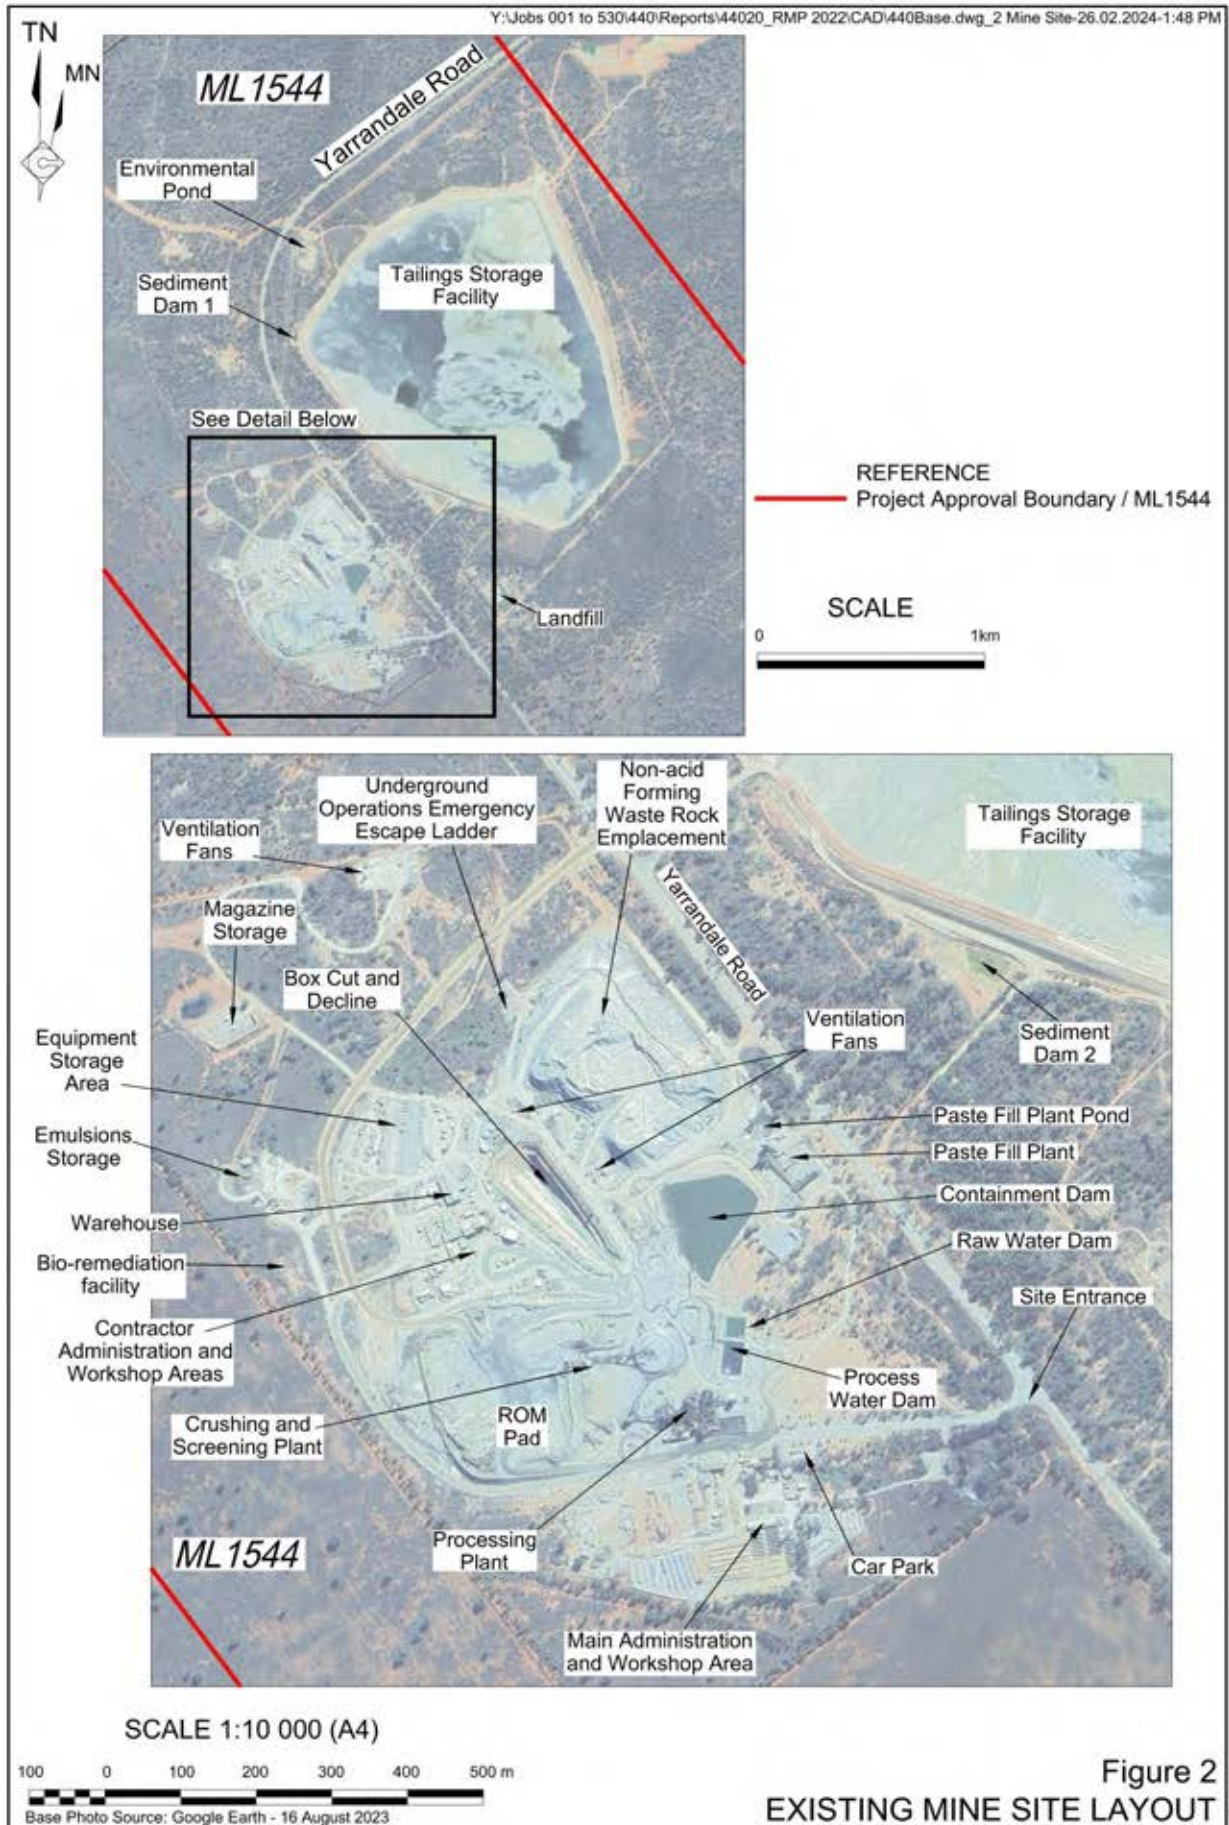 Y:\Jobs 001 to 530\440\Reports\44020_RMP 2022\CAD\440Base.dwg_2 Mine Site-26.02.2024-1:48 PM
TN
MN
ML1544
Yarrandale Road
Environmental
Pond
Sediment
Dam 1
Tailings Storage
Facility
See Detail Below
Landfill
REFERENCE
Project Approval Boundary / ML1544
SCALE
0
1km
Underground
Operations Emergency
Escape Ladder
Non-acid
Forming
Waste Rock
Emplacement
Tailings Storage
Facility
Ventilation
Fans
Magazine
Storage
Yarrandale Road
Box Cut and
Decline
Ventilation
Fans
Sediment
Dam 2
Equipment
Storage
Area
Paste Fill Plant Pond
Emulsions
Storage
Paste Fill Plant
Containment Dam
Warehouse
Raw Water Dam
Bio-remediation
facility
Site Entrance
Contractor
Administration and
Workshop Areas
Process
Water Dam
Crushing and
Screening Plant
ROM
Pad
Processing
Plant
Car Park
ML1544
Main Administration
and Workshop Area
SCALE 1:10 000 (A4)
100
0
100
200
300
400
500 m
Base Photo Source: Google Earth - 16 August 2023
Figure 2
EXISTING MINE SITE LAYOUT